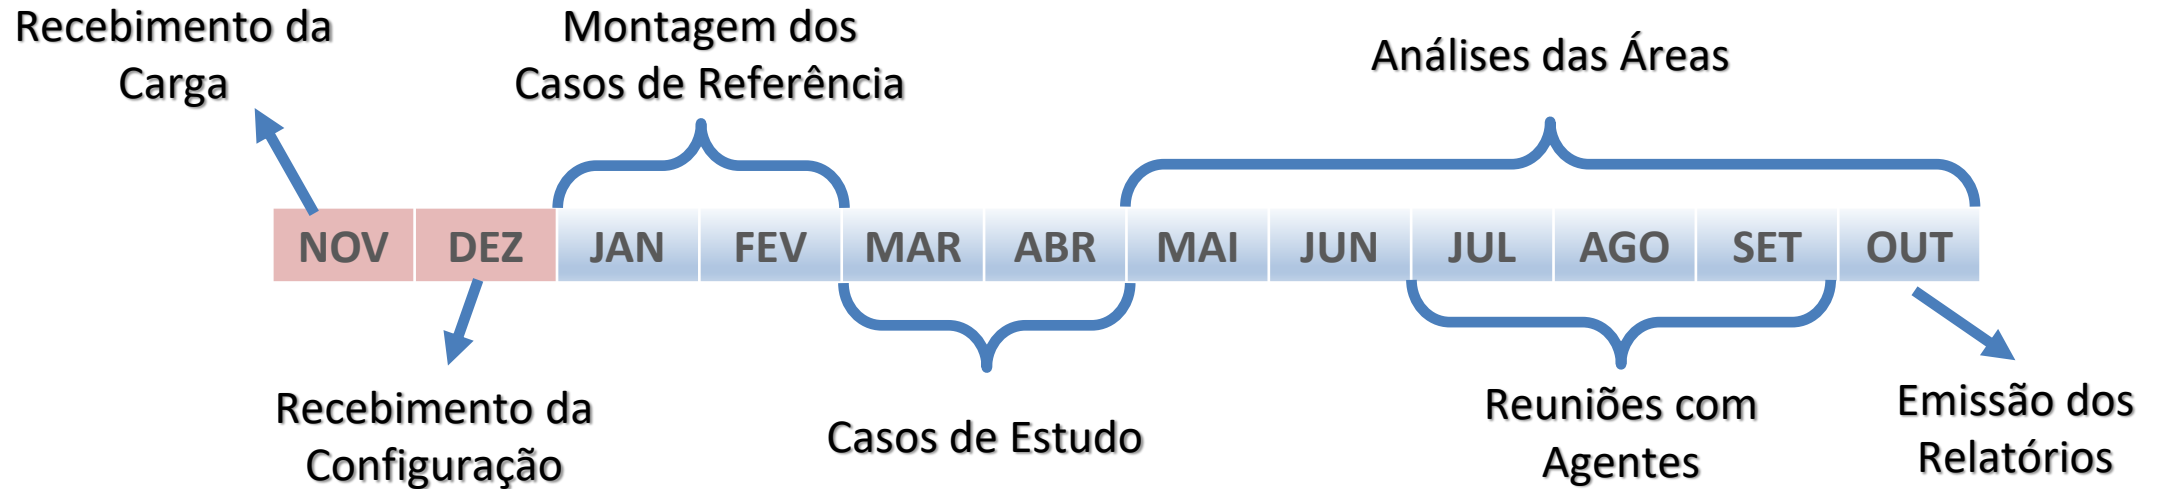 Recebimento da
Carga
Montagem dos
Casos de Referência
Análises das Áreas
NOV DEZ JAN FEV MAR ABR MAI JUN JUL AGO SET OUT
Recebimento da
Configuração
Casos de Estudo
Reuniões com
Agentes
Emissão dos
Relatórios